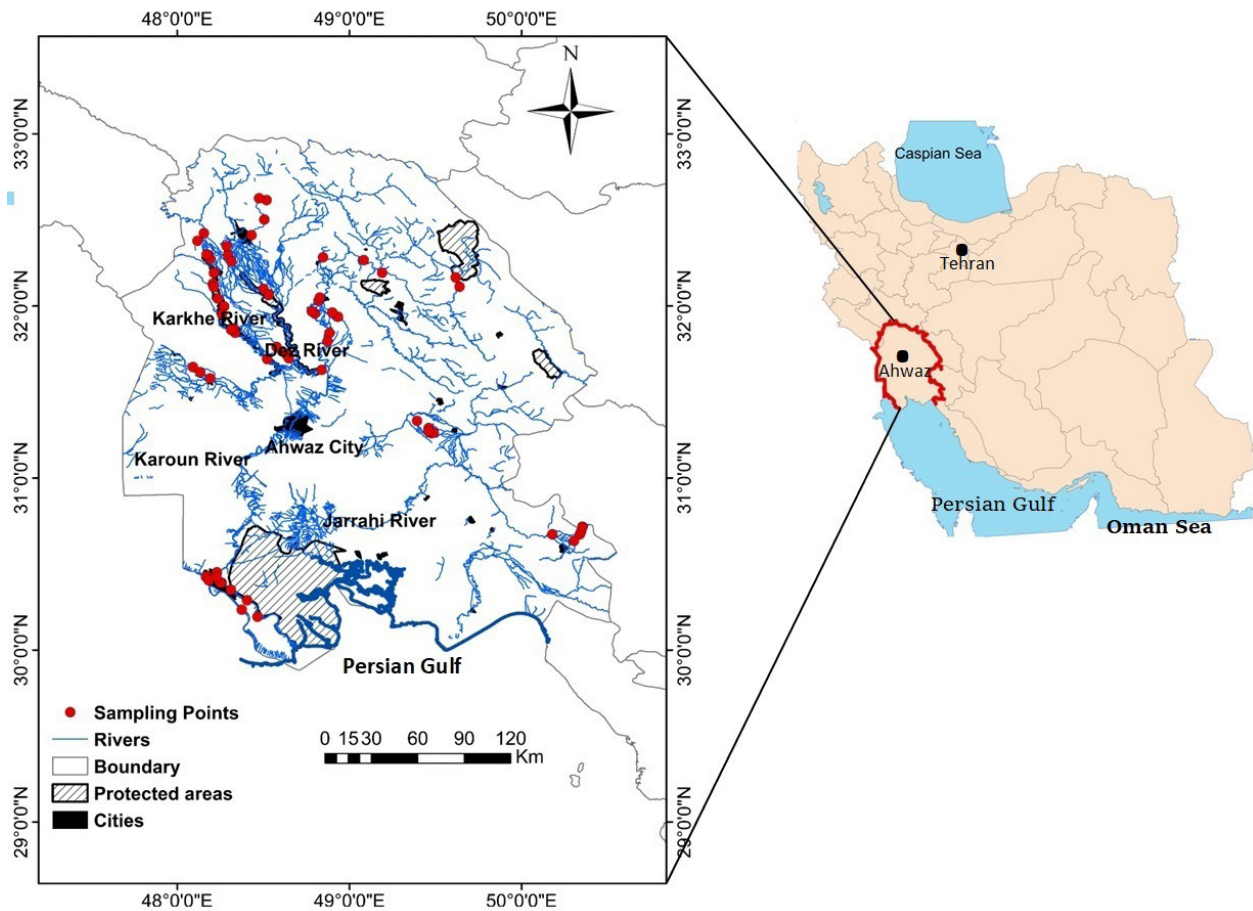 48°0'0"E
49°0'0"E
50°0'0"E
N
33°0'0"N
33°0'0"N
32°0'0"N
32°0'0"N
31°0'0"N
31°0'0"N
30°0'0"N
30°0'0"N
29°0'0"N
29°0'0"N
Karkhe River
Dez River
Ahwaz City
Karoun River
Jarrahi River
Persian Gulf
Sampling Points
Rivers
Boundary
Protected areas
Cities
0 15 30 60 90 120
Km
48°0'0"E
49°0'0"E
50°0'0"E
Caspian Sea
Tehran
Ahwaz
Persian Gulf
Oman Sea